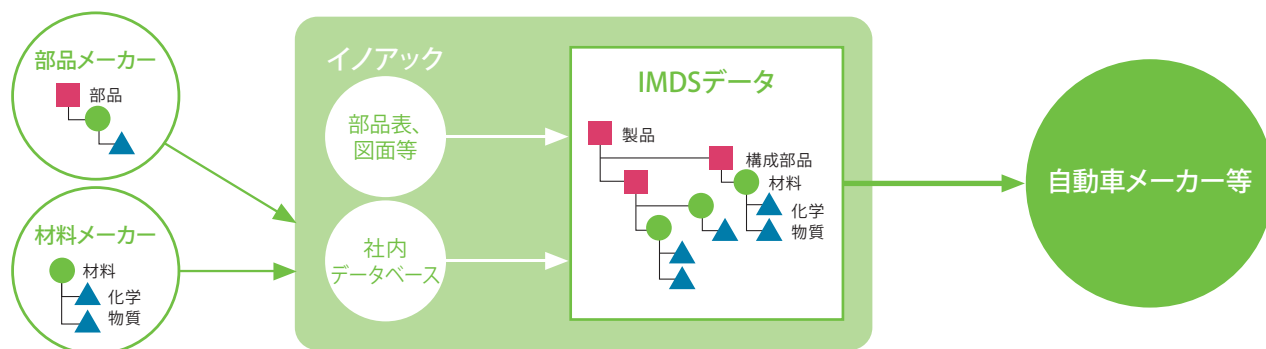 部品メーカー
部品
材料メーカー
材料
化学
物質
イノアック
部品表、
図面等
社内
データベース
IMDSデータ
製品
構成部品
材料
化学
物質
自動車メーカー等